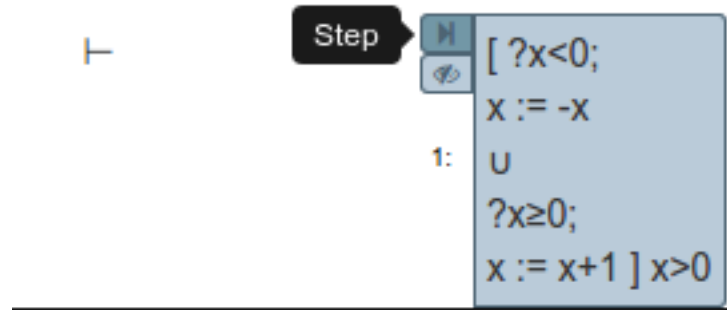 ⊢
Step
[ ?x<0;
x := -x
1: ∪
?x≥0;
x := x+1 ] x>0